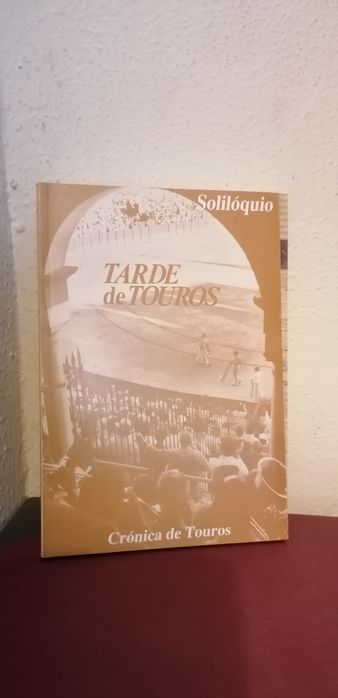 Solilóquio
TARDE
de TOUROS
Crónica de Touros